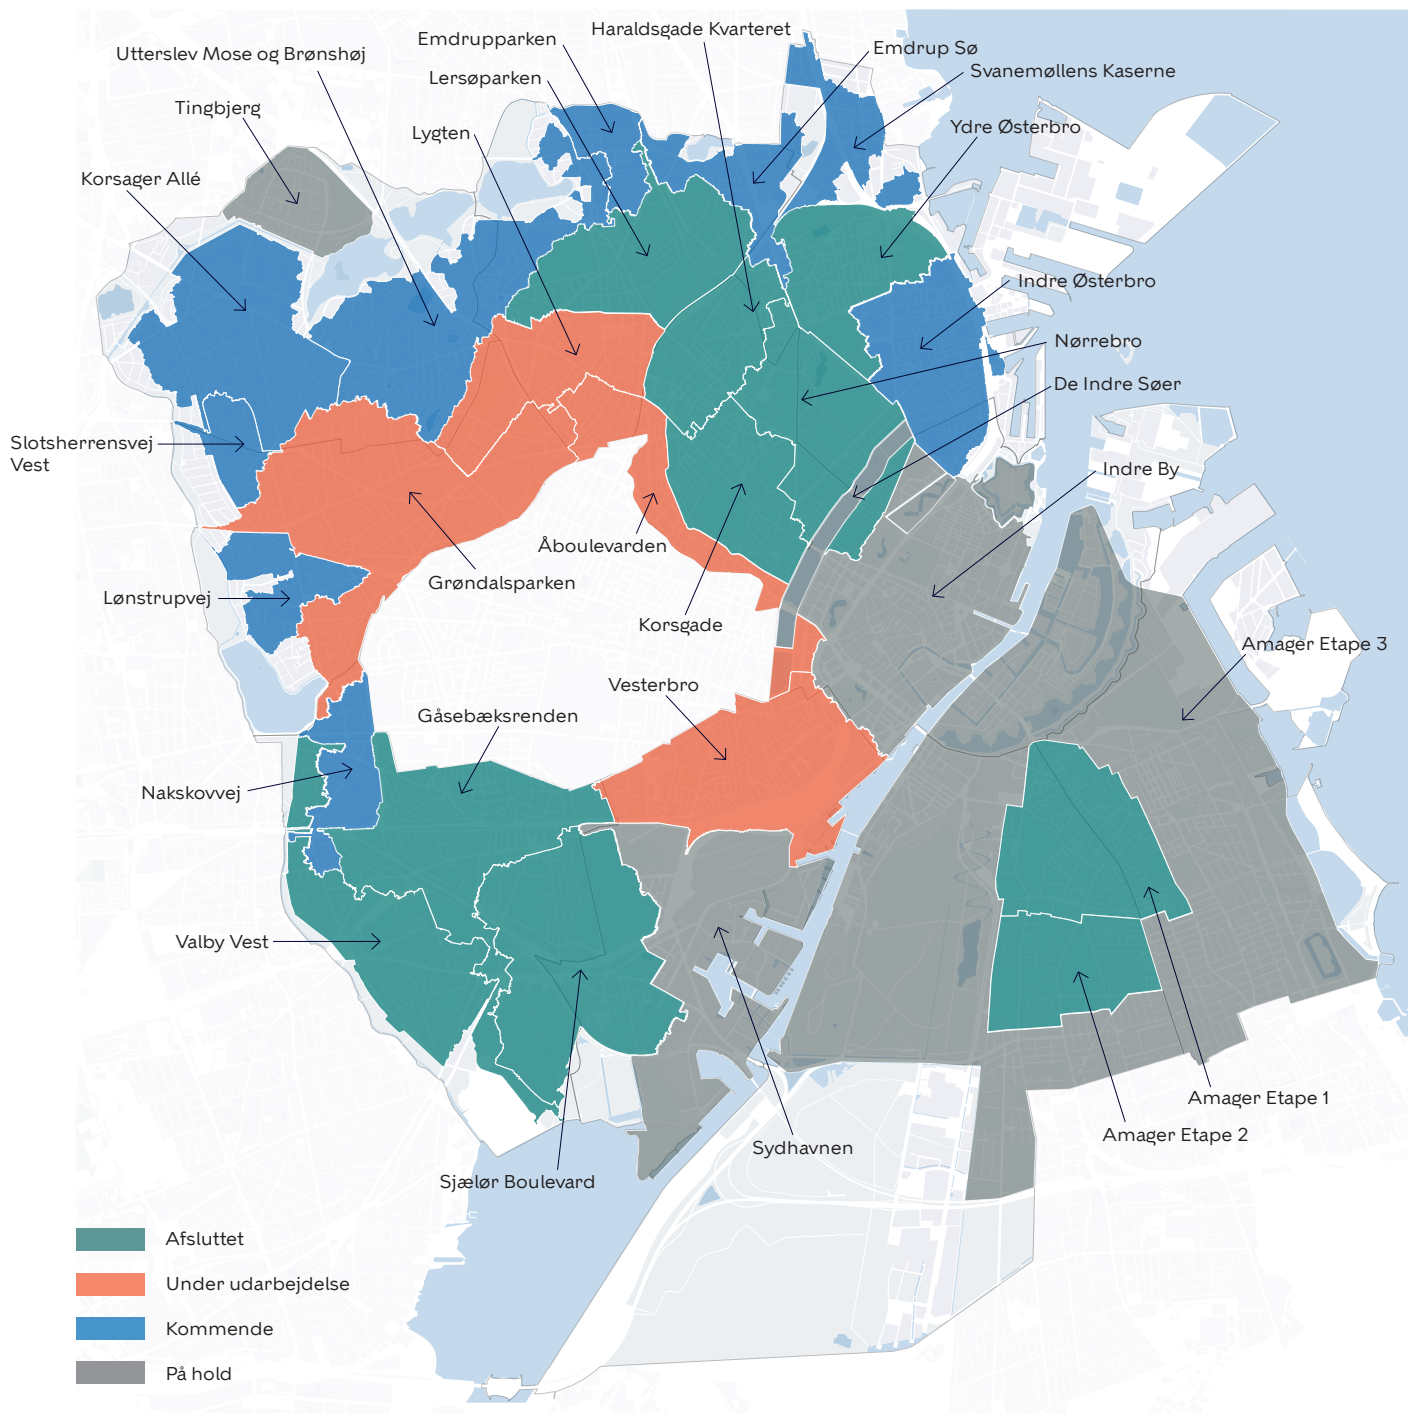 Haraldsgade Kvarteret
Emdrupparken
Emdrup Sø
Utterslev Mose og Brønshøj
Svanemøllens Kaserne
Lersøparken
Tingbjerg
Ydre Østerbro
Lygten
Korsager Allé
Indre Østerbro
Nørrebro
De Indre Søer
Slotsherrensvej
Vest
Indre By
Åboulevarden
Grøndalsparken
Lønstrupvej
Korsgade
Amager Etape 3
Vesterbro
Gåsebæksrenden
Nakskovvej
Valby Vest
Amager Etape 1
Amager Etape 2
Sydhavnen
Sjælør Boulevard
Afsluttet
Under udarbejdelse
Kommende
På hold